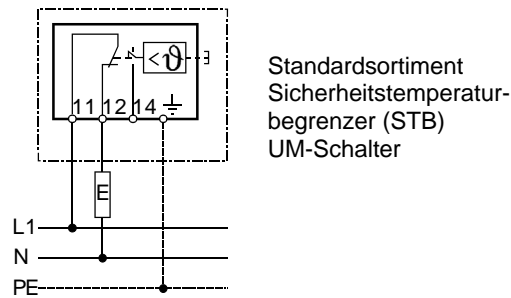 <ϑ
11 12 14
E
L1
N
PE
Standardsortiment
Sicherheitstemperatur-
begrenzer (STB)
UM-Schalter